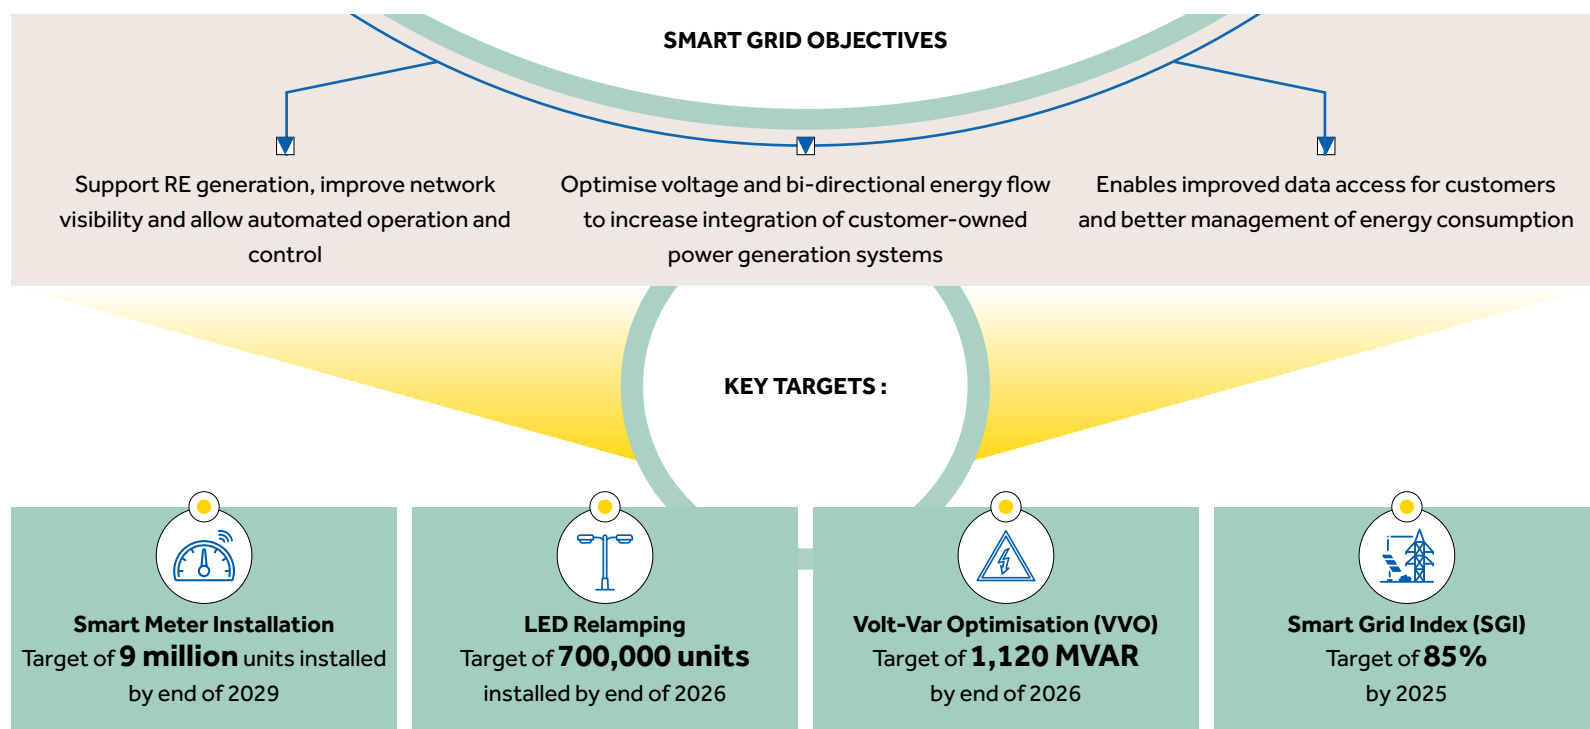 SMART GRID OBJECTIVES
Support RE generation, improve network
visibility and allow automated operation and
control
Optimise voltage and bi-directional energy flow
to increase integration of customer-owned
power generation systems
Enables improved data access for customers
and better management of energy consumption
KEY TARGETS :
Smart Meter Installation
Target of 9 million units installed
by end of 2029
LED Relamping
Target of 700,000 units
installed by end of 2026
Volt-Var Optimisation (VVO)
Target of 1,120 MVAR
by end of 2026
Smart Grid Index (SGI)
Target of 85%
by 2025